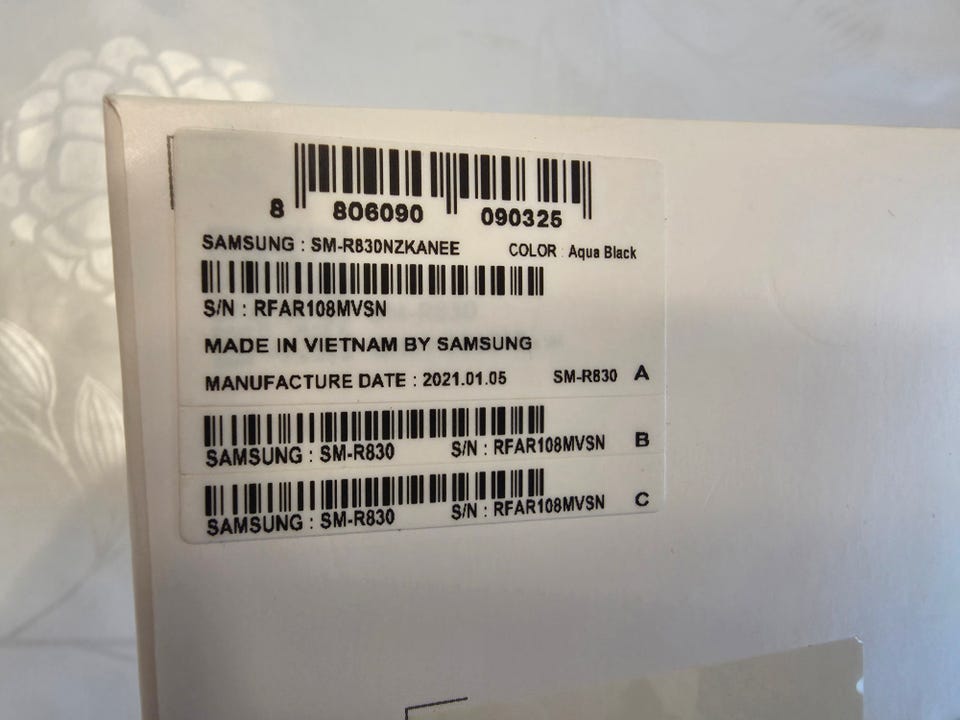 8 806090 090325
SAMSUNG : SM-R830NZKANEE COLOR : Aqua Black
S/N : RFAR108MVSN
MADE IN VIETNAM BY SAMSUNG
MANUFACTURE DATE : 2021.01.05 SM-R830 A
SAMSUNG : SM-R830 S/N : RFAR108MVSN B
SAMSUNG : SM-R830 S/N : RFAR108MVSN C